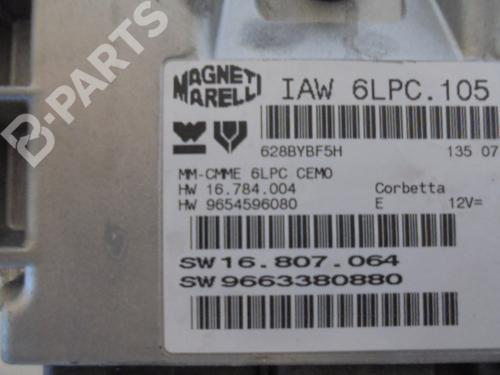 B-PARTS
MAGNETI
MARELLI
IAW 6LPC.105
628BYBF5H 135 07
MM-CMME 6LPC CEMO
HW 16.784.004 Corbetta
HW 9654596080 E 12V=
SW16.807.064
SW9663380880